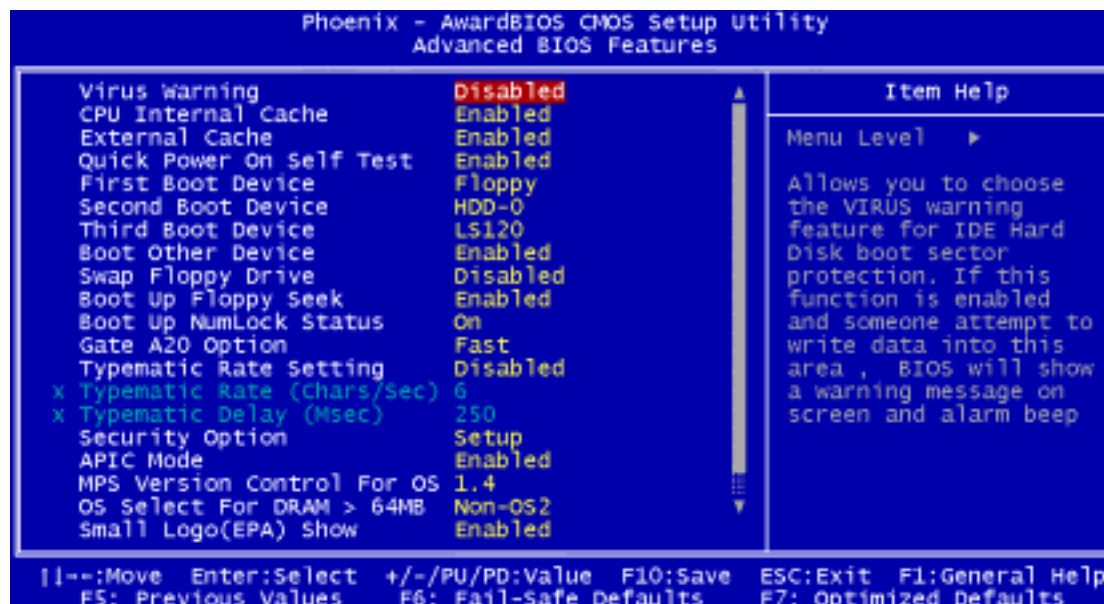 Phoenix - AwardBIOS CMOS Setup Utility
Advanced BIOS Features
Virus Warning Disabled
CPU Internal Cache Enabled
External Cache Enabled
Quick Power On Self Test Enabled
First Boot Device Floppy
Second Boot Device HDD-0
Third Boot Device LS120
Boot Other Device Enabled
Swap Floppy Drive Disabled
Boot Up Floppy Seek Enabled
Boot Up NumLock Status On
Gate A20 Option Fast
Typematic Rate Setting Disabled
x Typematic Rate (Chars/Sec) 6
x Typematic Delay (Msec) 250
Security Option Setup
APIC Mode Enabled
MPS Version Control For OS 1.4
OS Select For DRAM > 64MB Non-OS2
Small Logo(EPA) Show Enabled
Item Help
Menu Level ▶
Allows you to choose
the VIRUS warning
feature for IDE Hard
Disk boot sector
protection. If this
function is enabled
and someone attempt to
write data into this
area , BIOS will show
a warning message on
screen and alarm beep
:Move Enter:Select +/-/PU/PD:Value F10:Save ESC:Exit F1:General Help
F5: Previous Values F6: Fail-Safe Defaults F7: Optimized Defaults